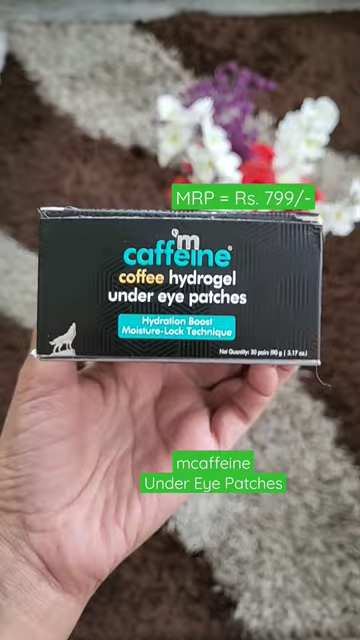 MRP = Rs. 799/-
'm
caffeine®
coffee hydrogel
under eye patches
Hydration Boost
Moisture-Lock Technique
Net Quantity: 30 pairs (90 g | 3.17 oz.)
mcaffeine
Under Eye Patches